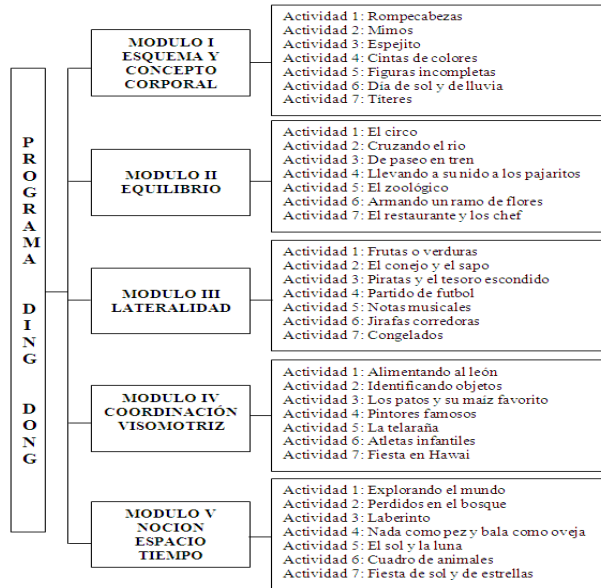 PROGRAMA DING DONG
MODULO I
ESQUEMA Y
CONCEPTO
CORPORAL
Actividad 1: Rompecabezas
Actividad 2: Mimos
Actividad 3: Espejito
Actividad 4: Cintas de colores
Actividad 5: Figuras incompletas
Actividad 6: Día de sol y de lluvia
Actividad 7: Títeres
MODULO II
EQUILIBRIO
Actividad 1: El circo
Actividad 2: Cruzando el rio
Actividad 3: De paseo en tren
Actividad 4: Llevando a su nido a los pajaritos
Actividad 5: El zoológico
Actividad 6: Armando un ramo de flores
Actividad 7: El restaurante y los chef
MODULO III
LATERALIDAD
Actividad 1: Frutas o verduras
Actividad 2: El conejo y el sapo
Actividad 3: Piratas y el tesoro escondido
Actividad 4: Partido de futbol
Actividad 5: Notas musicales
Actividad 6: Jirafas corredoras
Actividad 7: Congelados
MODULO IV
COORDINACIÓN
VISOMOTRIZ
Actividad 1: Alimentando al león
Actividad 2: Identificando objetos
Actividad 3: Los patos y su maíz favorito
Actividad 4: Pintores famosos
Actividad 5: La telaraña
Actividad 6: Atletas infantiles
Actividad 7: Fiesta en Hawai
MODULO V
NOCION
ESPACIO
TIEMPO
Actividad 1: Explorando el mundo
Actividad 2: Perdidos en el bosque
Actividad 3: Laberinto
Actividad 4: Nada como pez y bala como oveja
Actividad 5: El sol y la luna
Actividad 6: Cuadro de animales
Actividad 7: Fiesta de sol y de estrellas